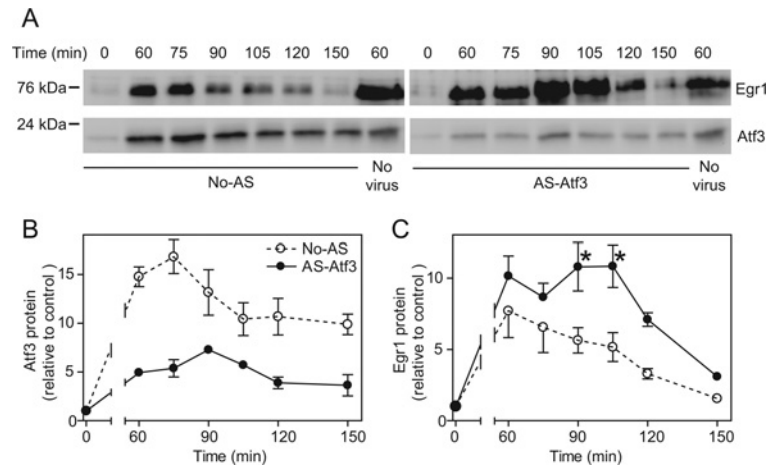 A
Time (min) 0 60 75 90 105 120 150 60 0 60 75 90 105 120 150 60
76 kDa Egr1
24 kDa Atf3
No-AS No virus AS-Atf3 No virus
B
Atf3 protein (relative to control)
15
10
5
0
No-AS
AS-Atf3
0 60 90 120 150
Time (min)
C
Egr1 protein (relative to control)
10
5
0
* *
0 60 90 120 150
Time (min)